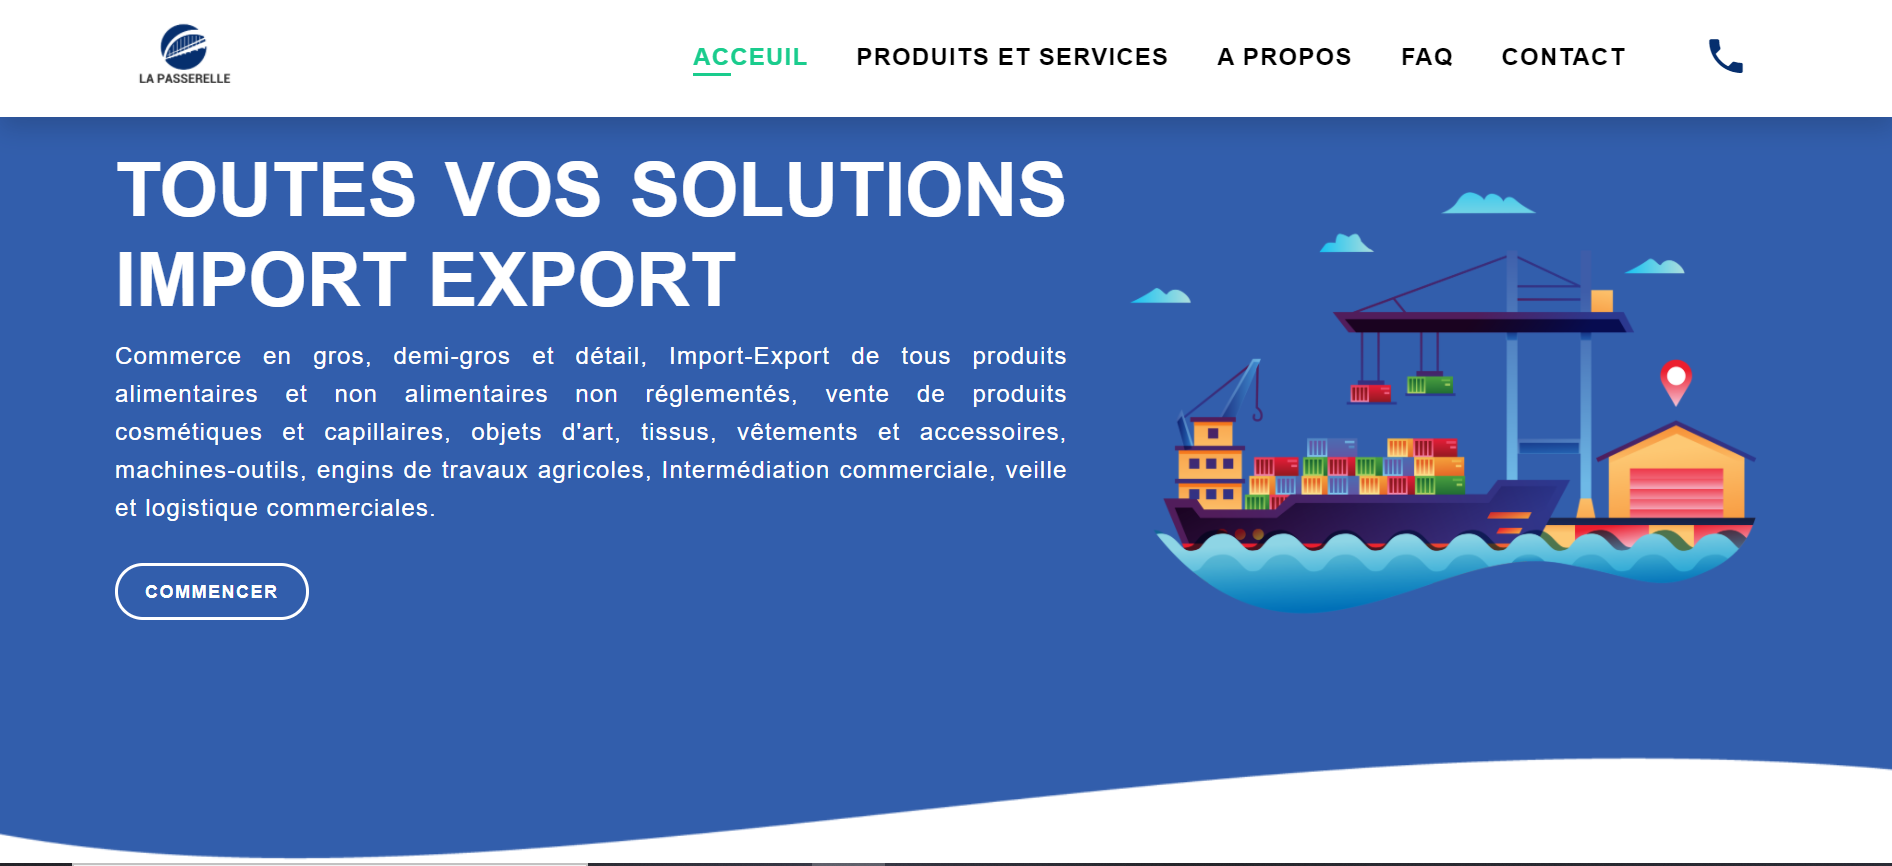 LA PASSERELLE
ACCEUIL PRODUITS ET SERVICES A PROPOS FAQ CONTACT
TOUTES VOS SOLUTIONS
IMPORT EXPORT
Commerce en gros, demi-gros et détail, Import-Export de tous produits
alimentaires et non alimentaires non réglementés, vente de produits
cosmétiques et capillaires, objets d'art, tissus, vêtements et accessoires,
machines-outils, engins de travaux agricoles, Intermédiation commerciale, veille
et logistique commerciales.
COMMENCER